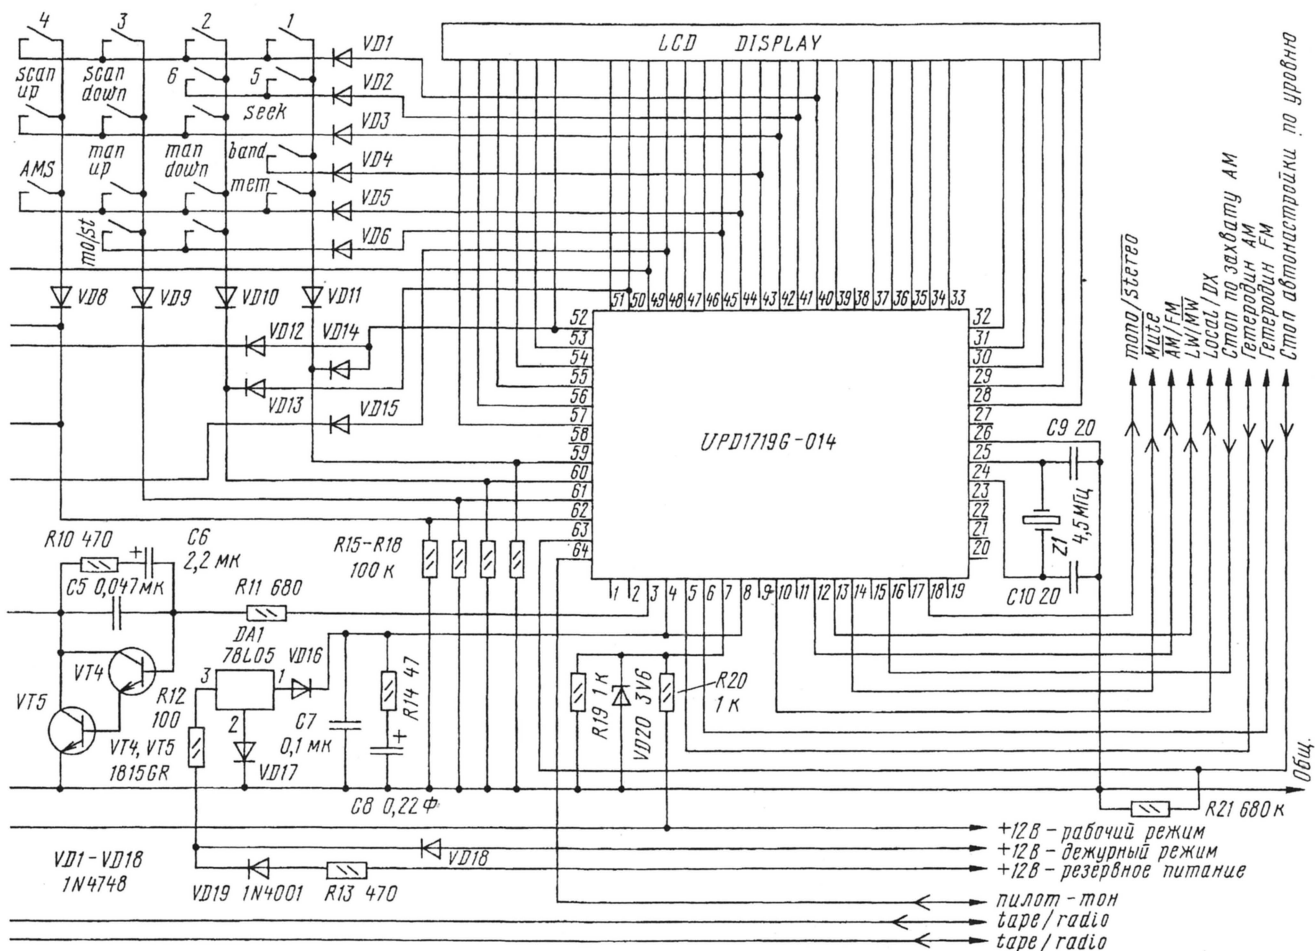 4 3 2 1 VD1
LCD DISPLAY
6 5 VD2
scan up
scan down
seek
VD3
man up
man down
band
VD4
AMS
mem
VD5
mo/st
VD6
VD8 VD9 VD10 VD11
VD12 VD14
VD13 VD15
51 50 49 48 47 46 45 44 43 42 41 40 39 38 37 36 35 34 33
52
53
54
55
56
57
58
59
60
61
62
63
64
32
31
30
29
28
27
26
25
24
23
22
21
20
UPD1719G-014
1 2 3 4 5 6 7 8 9 10 11 12 13 14 15 16 17 18 19
mono/stereo
Mute
AM/FM
LW/MW
Local/DX
Стоп по захвату АМ
Гетеродин АМ
Гетеродин FM
Стоп автонастройки по уровню
C9 20
Z1
4,5 МГц
C10 20
R10 470
C6
2,2 мк
C5 0,047мк
R11 680
R15-R18
100 к
DA1
78L05
VD16
3 1
2
VT4
VT5
R12
100
VT4, VT5
1815GR
VD17
C7
0,1 мк
R14 47
C8 0,22 Ф
R19 1 к
VD20 3V6
R20
1 к
Общ.
R21 680 к
VD1-VD18
1N4748
VD18
VD19 1N4001
R13 470
+12В-рабочий режим
+12В-дежурный режим
+12В-резервное питание
пилот-тон
tape/radio
tape/radio